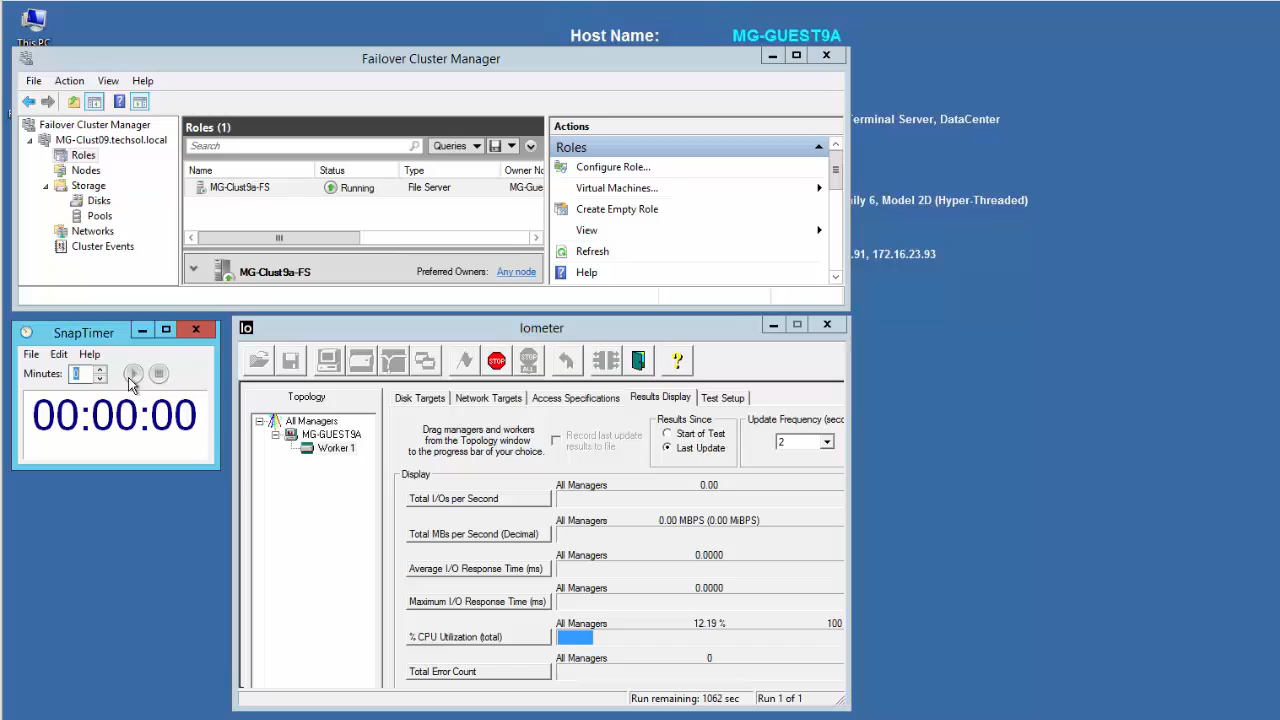 This PC
Host Name: MG-GUEST9A
Terminal Server, DataCenter
Family 6, Model 2D (Hyper-Threaded)
.91, 172.16.23.93
Failover Cluster Manager
File Action View Help
Failover Cluster Manager
MG-Clust09.techsol.local
Roles
Nodes
Storage
Disks
Pools
Networks
Cluster Events
Roles (1)
Search Queries
Name Status Type Owner No
MG-Clust9a-FS Running File Server MG-Gue
MG-Clust9a-FS Preferred Owners: Any node
Actions
Roles
Configure Role...
Virtual Machines...
Create Empty Role
View
Refresh
Help
SnapTimer
File Edit Help
Minutes: 0
00:00:00
Iometer
STOP STOP ALL ?
Topology
All Managers
MG-GUEST9A
Worker 1
Disk Targets Network Targets Access Specifications Results Display Test Setup
Drag managers and workers
from the Topology window
to the progress bar of your choice.
Record last update
results to file
Results Since
Start of Test
Last Update
Update Frequency (seco
2
Display
All Managers 0.00
Total I/Os per Second
All Managers 0.00 MBPS (0.00 MiBPS)
Total MBs per Second (Decimal)
All Managers 0.0000
Average I/O Response Time (ms)
All Managers 0.0000
Maximum I/O Response Time (ms)
All Managers 12.19 % 100
% CPU Utilization (total)
All Managers 0
Total Error Count
Run remaining: 1062 sec Run 1 of 1